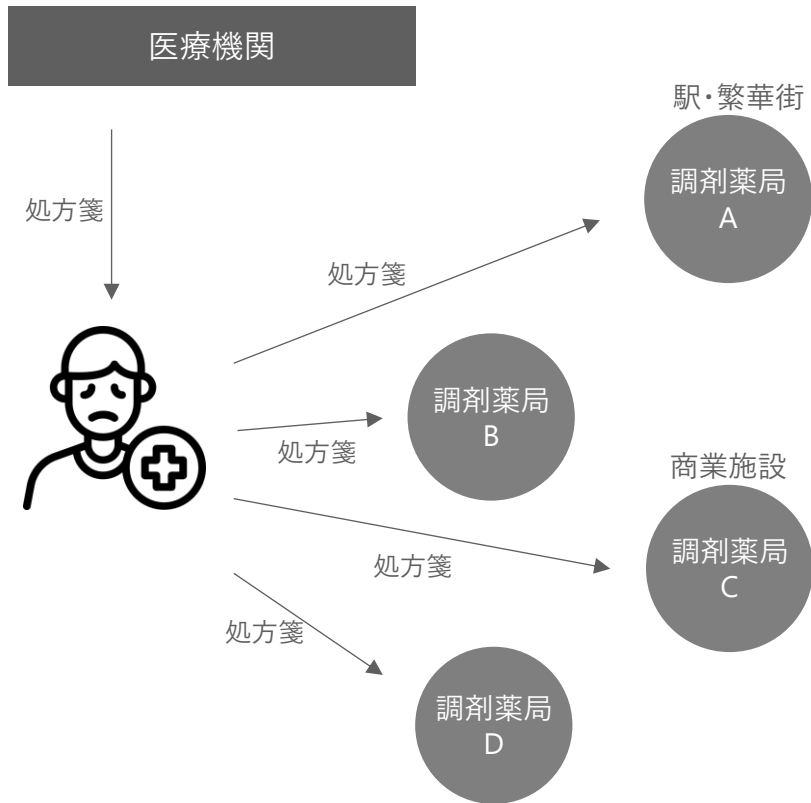 医療機関
駅・繁華街
調剤薬局
A
処方箋
処方箋
調剤薬局
B
処方箋
商業施設
調剤薬局
C
処方箋
処方箋
調剤薬局
D